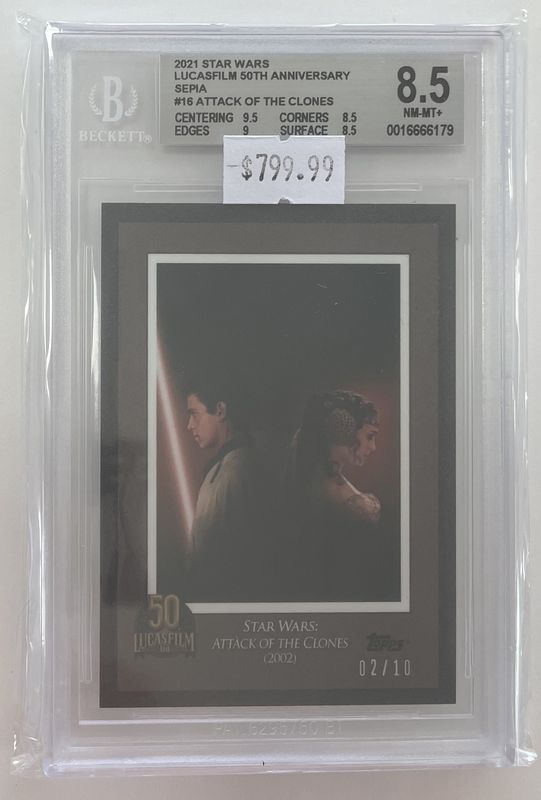 2021 STAR WARS
LUCASFILM 50TH ANNIVERSARY
SEPIA
#16 ATTACK OF THE CLONES
CENTERING 9.5 CORNERS 8.5
EDGES 9 SURFACE 8.5
8.5
NM-MT+
0016666179
B
BECKETT®
-$799.99
50
LUCASFILM
LTD
STAR WARS:
ATTACK OF THE CLONES
(2002)
TOPPS
02/10